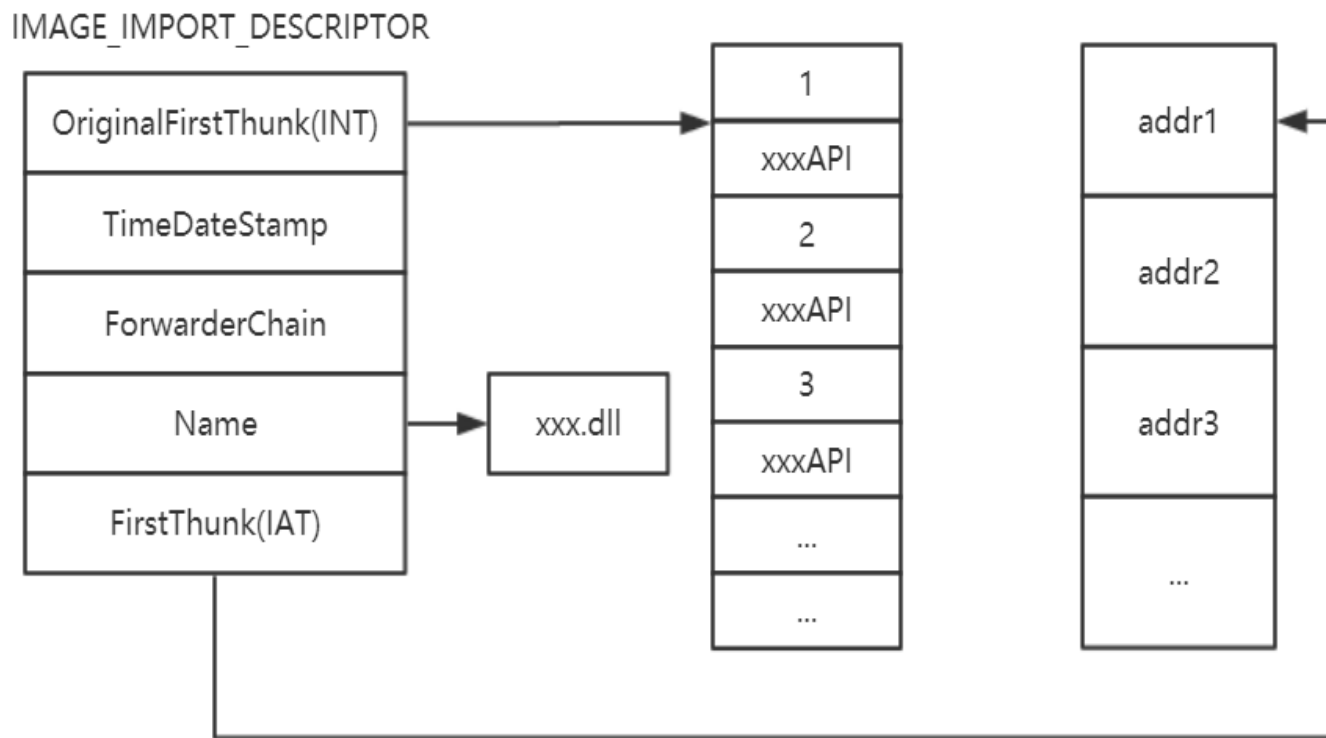 IMAGE_IMPORT_DESCRIPTOR
OriginalFirstThunk(INT)
TimeDateStamp
ForwarderChain
Name
FirstThunk(IAT)
xxx.dll
1
xxxAPI
2
xxxAPI
3
xxxAPI
...
...
addr1
addr2
addr3
...